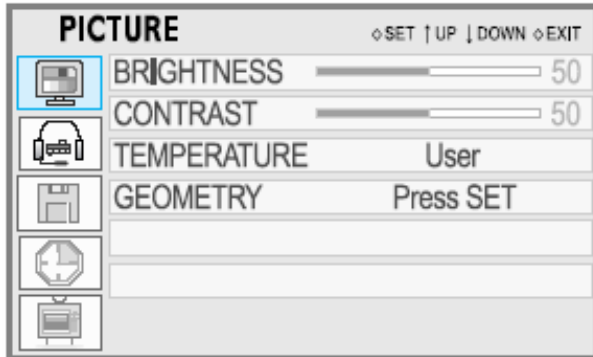 PICTURE ◇SET ↑UP ↓DOWN ◇EXIT
BRIGHTNESS 50
CONTRAST 50
TEMPERATURE User
GEOMETRY Press SET